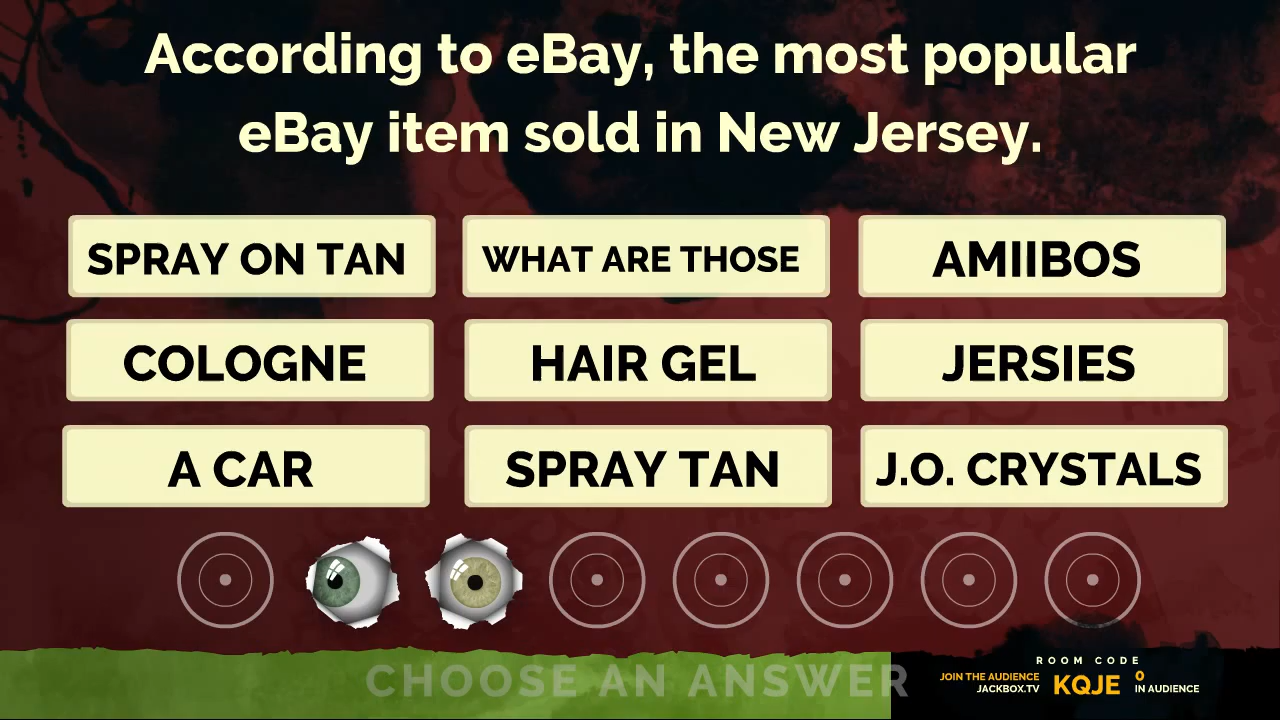 According to eBay, the most popular
eBay item sold in New Jersey.
SPRAY ON TAN
WHAT ARE THOSE
AMIIBOS
COLOGNE
HAIR GEL
JERSIES
A CAR
SPRAY TAN
J.O. CRYSTALS
CHOOSE AN ANSWER
ROOM CODE
JOIN THE AUDIENCE
JACKBOX.TV
KQJE
0
IN AUDIENCE